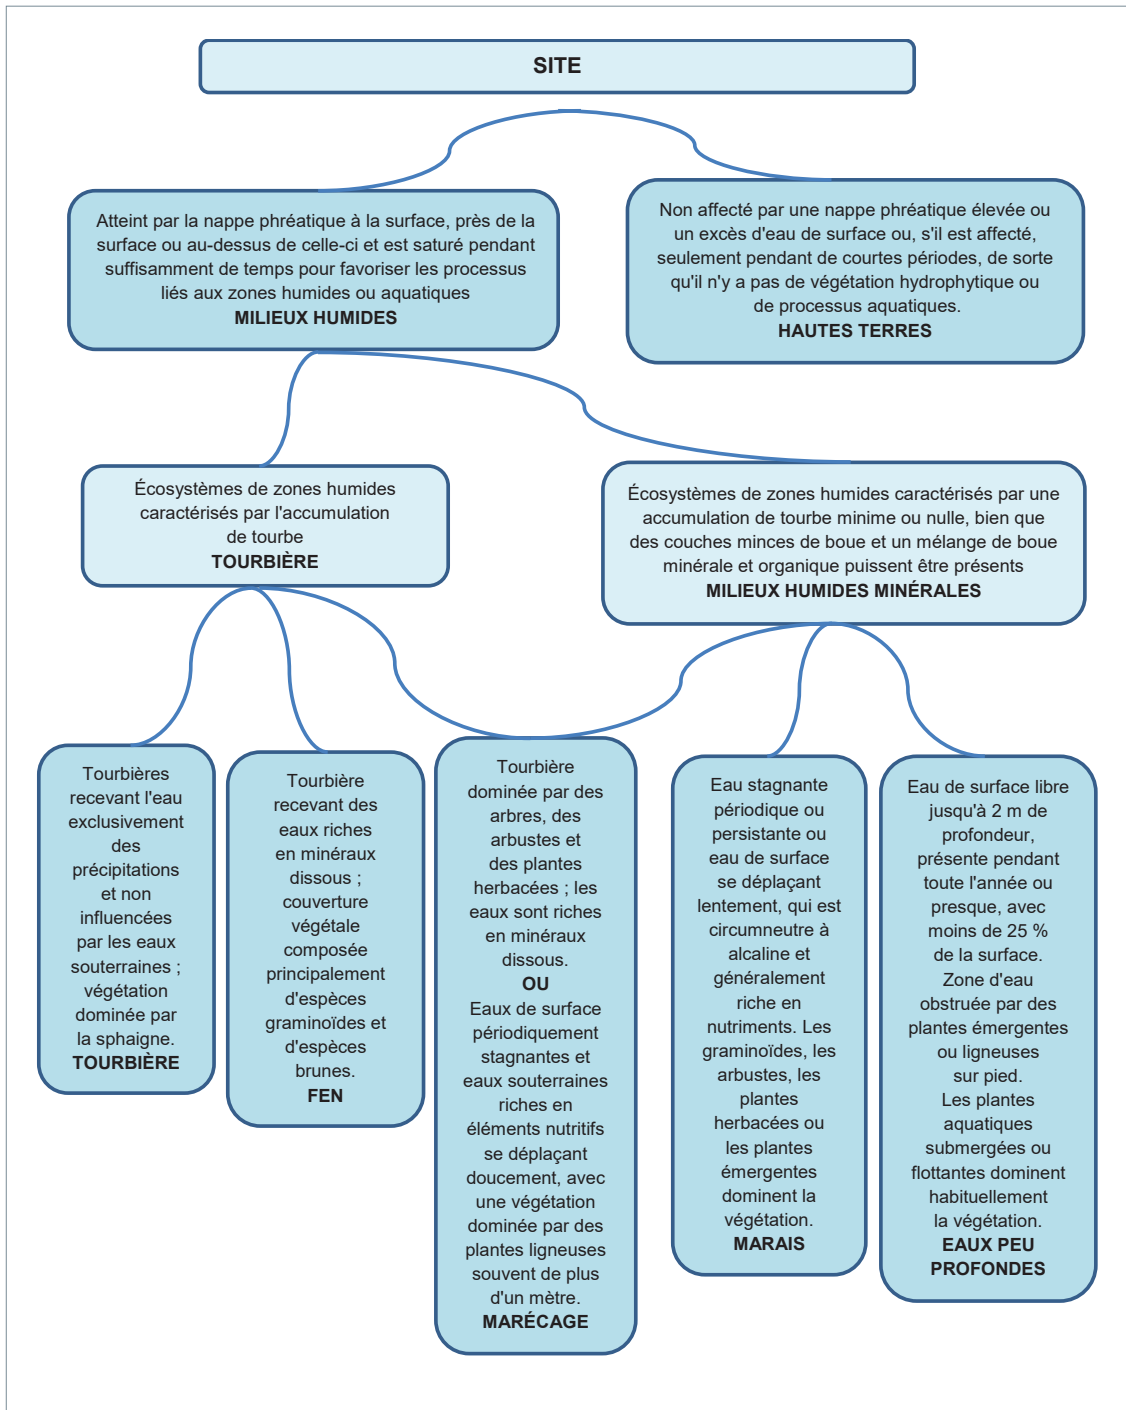 SITE
Atteint par la nappe phréatique à la surface, près de la
surface ou au-dessus de celle-ci et est saturé pendant
suffisamment de temps pour favoriser les processus
liés aux zones humides ou aquatiques
MILIEUX HUMIDES
Non affecté par une nappe phréatique élevée ou
un excès d'eau de surface ou, s'il est affecté,
seulement pendant de courtes périodes, de sorte
qu'il n'y a pas de végétation hydrophytique ou
de processus aquatiques.
HAUTES TERRES
Écosystèmes de zones humides
caractérisés par l'accumulation
de tourbe
TOURBIÈRE
Écosystèmes de zones humides caractérisés par une
accumulation de tourbe minime ou nulle, bien que
des couches minces de boue et un mélange de boue
minérale et organique puissent être présents
MILIEUX HUMIDES MINÉRALES
Tourbières
recevant l'eau
exclusivement
des
précipitations
et non
influencées
par les eaux
souterraines ;
végétation
dominée par
la sphaigne.
TOURBIÈRE
Tourbière
recevant des
eaux riches
en minéraux
dissous ;
couverture
végétale
composée
principalement
d'espèces
graminoïdes et
d'espèces
brunes.
FEN
Tourbière
dominée par des
arbres, des
arbustes et
des plantes
herbacées ; les
eaux sont riches
en minéraux
dissous.
OU
Eaux de surface
périodiquement
stagnantes et
eaux souterraines
riches en
éléments nutritifs
se déplaçant
doucement, avec
une végétation
dominée par des
plantes ligneuses
souvent de plus
d'un mètre.
MARÉCAGE
Eau stagnante
périodique ou
persistante ou
eau de surface
se déplaçant
lentement, qui est
circumneutre à
alcaline et
généralement
riche en
nutriments. Les
graminoïdes, les
arbustes, les
plantes
herbacées ou
les plantes
émergentes
dominent la
végétation.
MARAIS
Eau de surface libre
jusqu'à 2 m de
profondeur,
présente pendant
toute l'année ou
presque, avec
moins de 25 %
de la surface.
Zone d'eau
obstruée par des
plantes émergentes
ou ligneuses
sur pied.
Les plantes
aquatiques
submergées ou
flottantes dominent
habituellement
la végétation.
EAUX PEU
PROFONDES